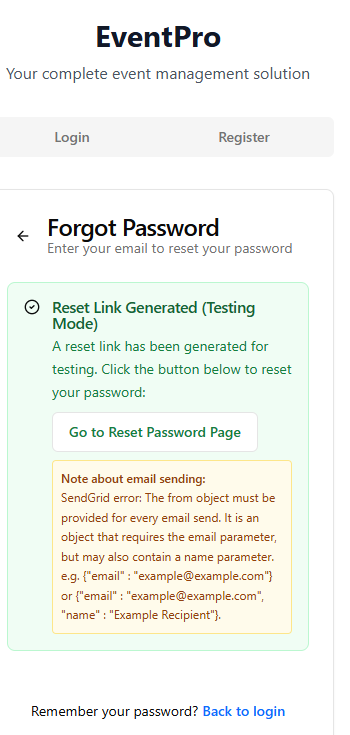 EventPro
Your complete event management solution
Login
Register
Forgot Password
Enter your email to reset your password
Reset Link Generated (Testing
Mode)
A reset link has been generated for
testing. Click the button below to reset
your password:
Go to Reset Password Page
Note about email sending:
SendGrid error: The from object must be
provided for every email send. It is an
object that requires the email parameter,
but may also contain a name parameter.
e.g. {"email" : "example@example.com"}
or {"email" : "example@example.com",
"name" : "Example Recipient"}.
Remember your password? Back to login